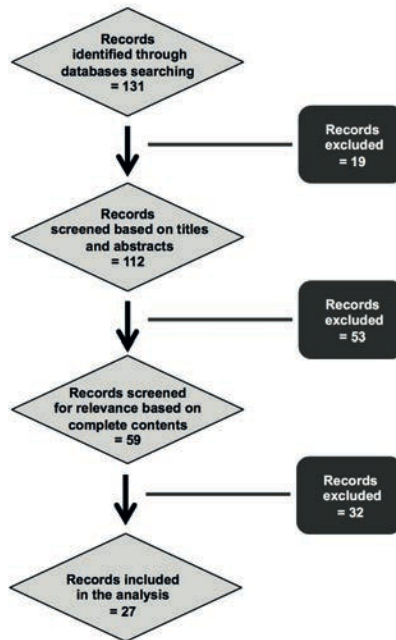 Records
identified through
databases searching
= 131
Records
excluded
= 19
Records
screened based on titles
and abstracts
= 112
Records
excluded
= 53
Records screened
for relevance based on
complete contents
= 59
Records
excluded
= 32
Records included
in the analysis
= 27